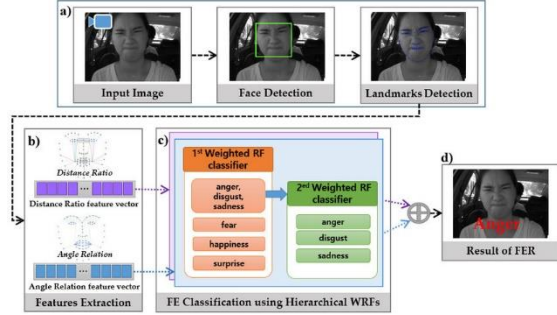 a)
Input Image
Face Detection
Landmarks Detection
b)
Distance Ratio
Distance Ratio feature vector
Angle Relation
Angle Relation feature vector
Features Extraction
c)
1st Weighted RF
classifier
anger,
disgust,
sadness
fear
happiness
surprise
2nd Weighted RF
classifier
anger
disgust
sadness
FE Classification using Hierarchical WRFs
d)
Anger
Result of FER